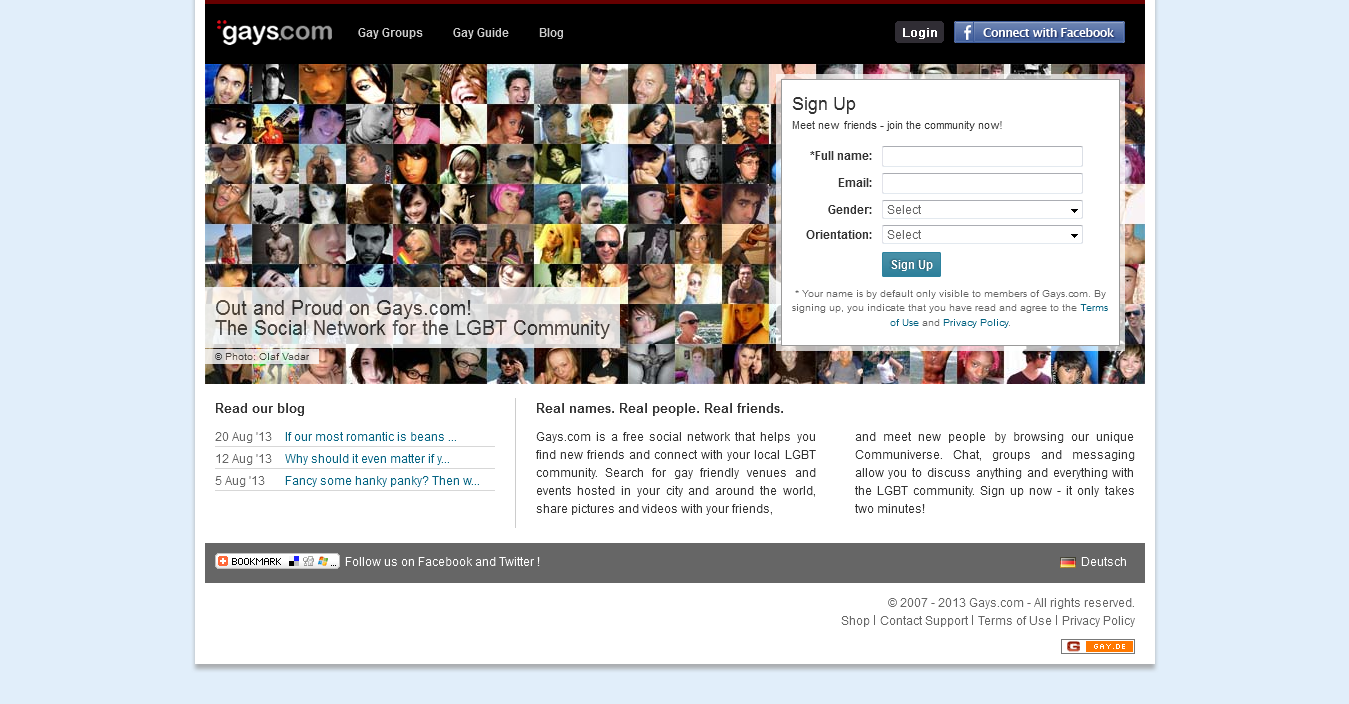 gays.com
Gay Groups
Gay Guide
Blog
Login
f Connect with Facebook
Sign Up
Meet new friends - join the community now!
*Full name:
Email:
Gender: Select
Orientation: Select
Sign Up
* Your name is by default only visible to members of Gays.com. By
signing up, you indicate that you have read and agree to the Terms
of Use and Privacy Policy.
Out and Proud on Gays.com!
The Social Network for the LGBT Community
© Photo: Olaf Vadar
Read our blog
20 Aug '13 If our most romantic is beans ...
12 Aug '13 Why should it even matter if y...
5 Aug '13 Fancy some hanky panky? Then w...
Real names. Real people. Real friends.
Gays.com is a free social network that helps you
find new friends and connect with your local LGBT
community. Search for gay friendly venues and
events hosted in your city and around the world,
share pictures and videos with your friends,
and meet new people by browsing our unique
Communiverse. Chat, groups and messaging
allow you to discuss anything and everything with
the LGBT community. Sign up now - it only takes
two minutes!
BOOKMARK ...
Follow us on Facebook and Twitter !
Deutsch
© 2007 - 2013 Gays.com - All rights reserved.
Shop | Contact Support | Terms of Use | Privacy Policy
G GAY.DE